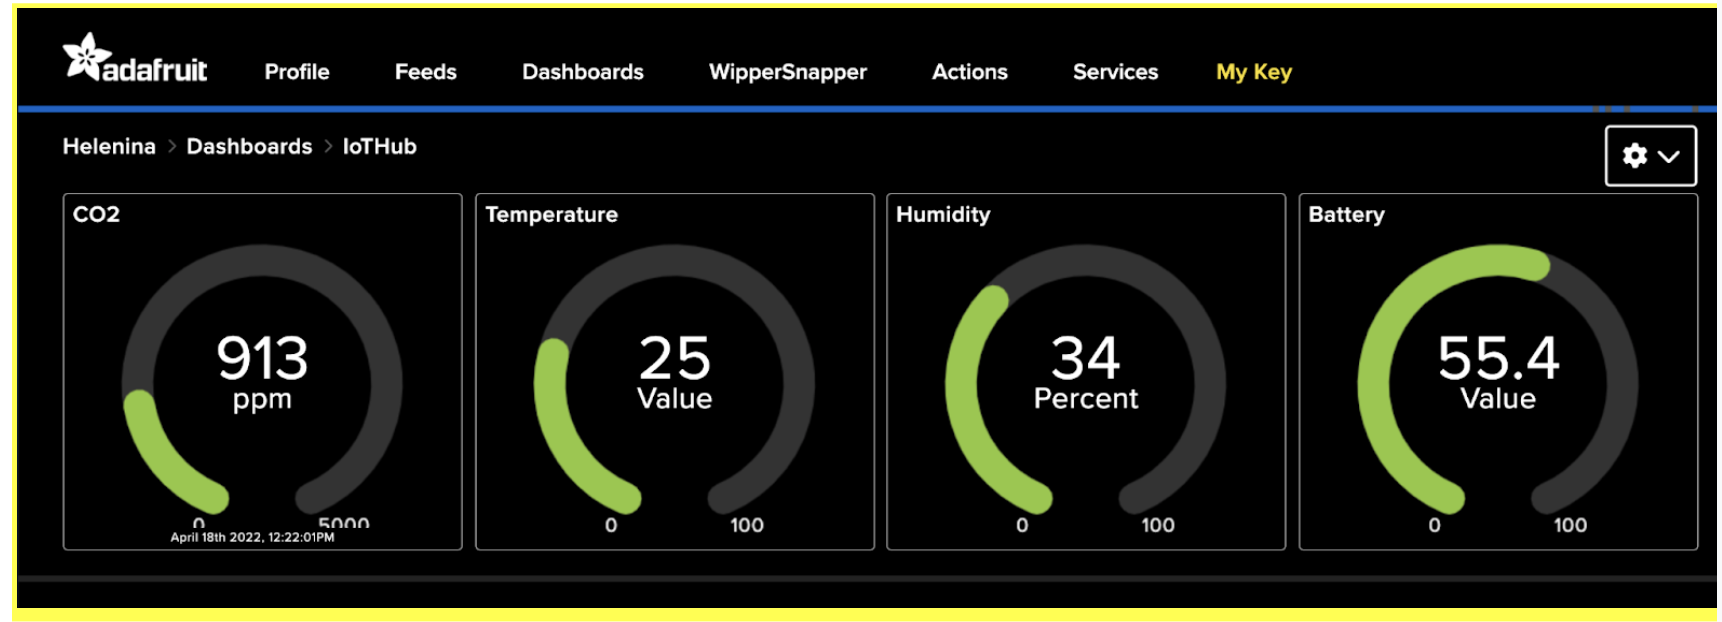 adafruit Profile Feeds Dashboards WipperSnapper Actions Services My Key
Helenina > Dashboards > IoTHub
CO2
913
ppm
0 5000
April 18th 2022, 12:22:01PM
Temperature
25
Value
0 100
Humidity
34
Percent
0 100
Battery
55.4
Value
0 100